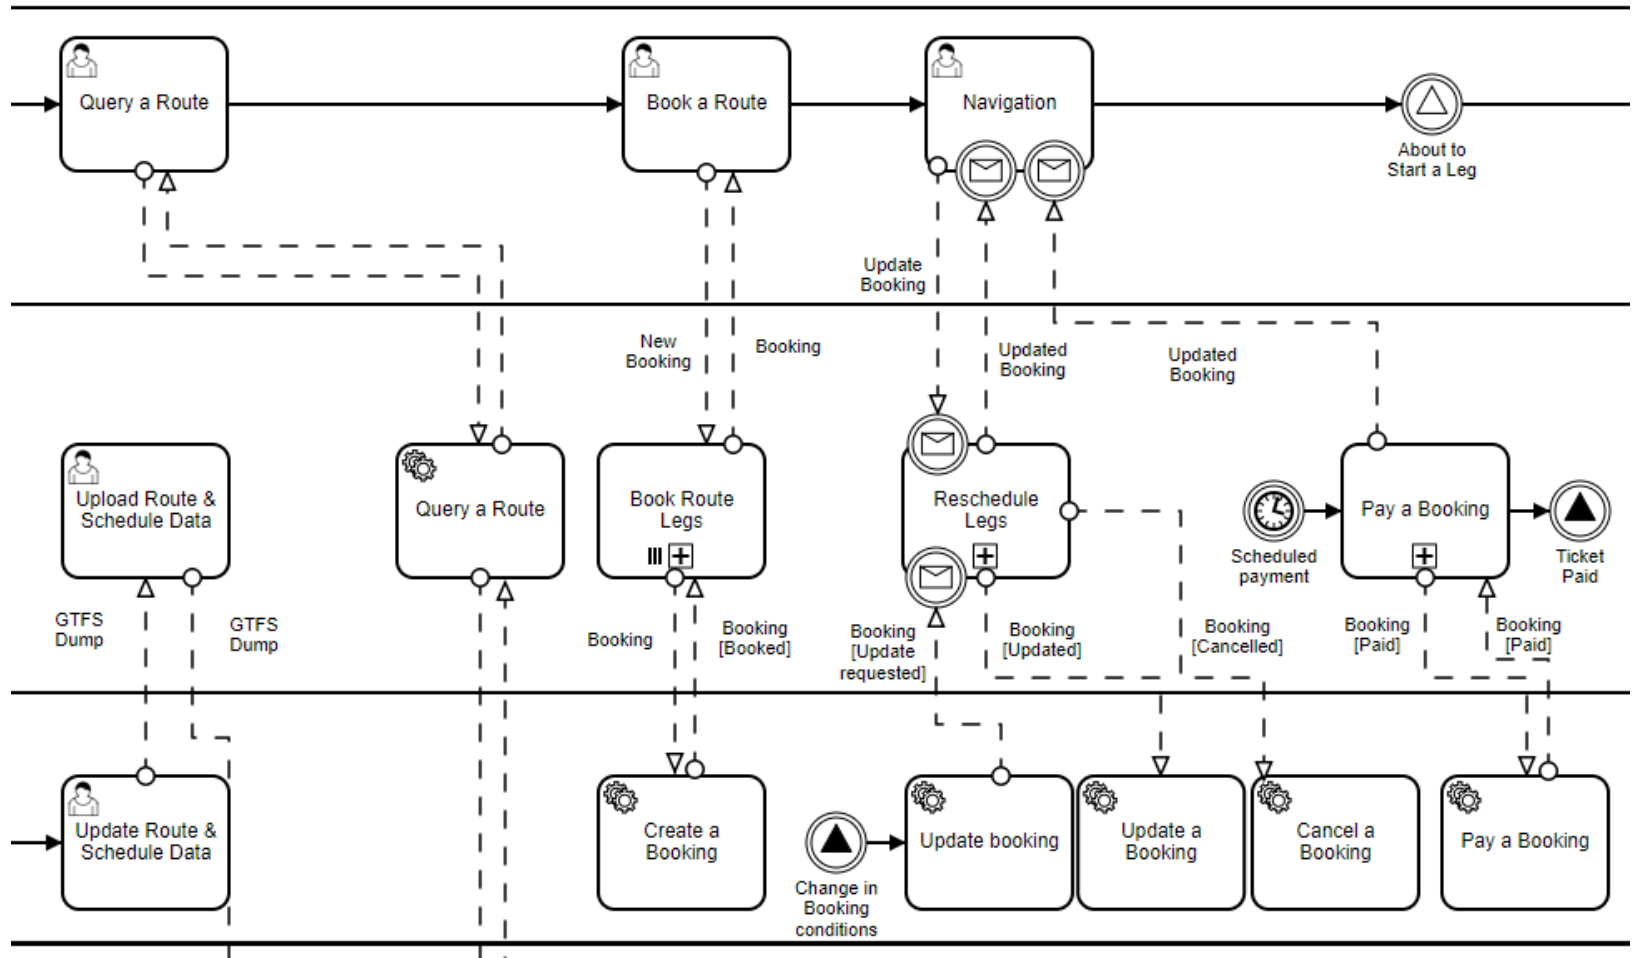 Query a Route
Book a Route
Navigation
About to
Start a Leg
Update
Booking
New
Booking
Booking
Updated
Booking
Updated
Booking
Upload Route &
Schedule Data
Query a Route
Book Route
Legs
Reschedule
Legs
Scheduled
payment
Pay a Booking
Ticket
Paid
GTFS
Dump
GTFS
Dump
Booking
Booking
[Booked]
Booking
[Update
requested]
Booking
[Updated]
Booking
[Cancelled]
Booking
[Paid]
Booking
[Paid]
Update Route &
Schedule Data
Create a
Booking
Change in
Booking
conditions
Update booking
Update a
Booking
Cancel a
Booking
Pay a Booking